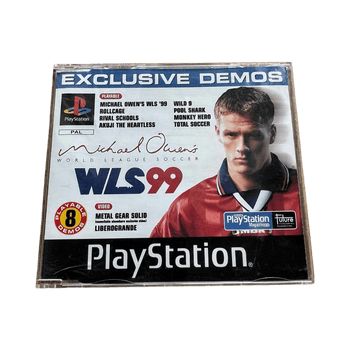 EXCLUSIVE DEMOS
PlayStation
PAL
PLAYABLE
MICHAEL OWEN'S WLS '99
ROLLCAGE
RIVAL SCHOOLS
AKUJI THE HEARTLESS
WILD 9
POOL SHARK
MONKEY HERO
TOTAL SOCCER
Michael Owen's
WORLD LEAGUE SOCCER
WLS99
PLAYABLE
8
DEMOS
VIDEO
METAL GEAR SOLID
LIBEROGRANDE
PlayStation
Future
PlayStation